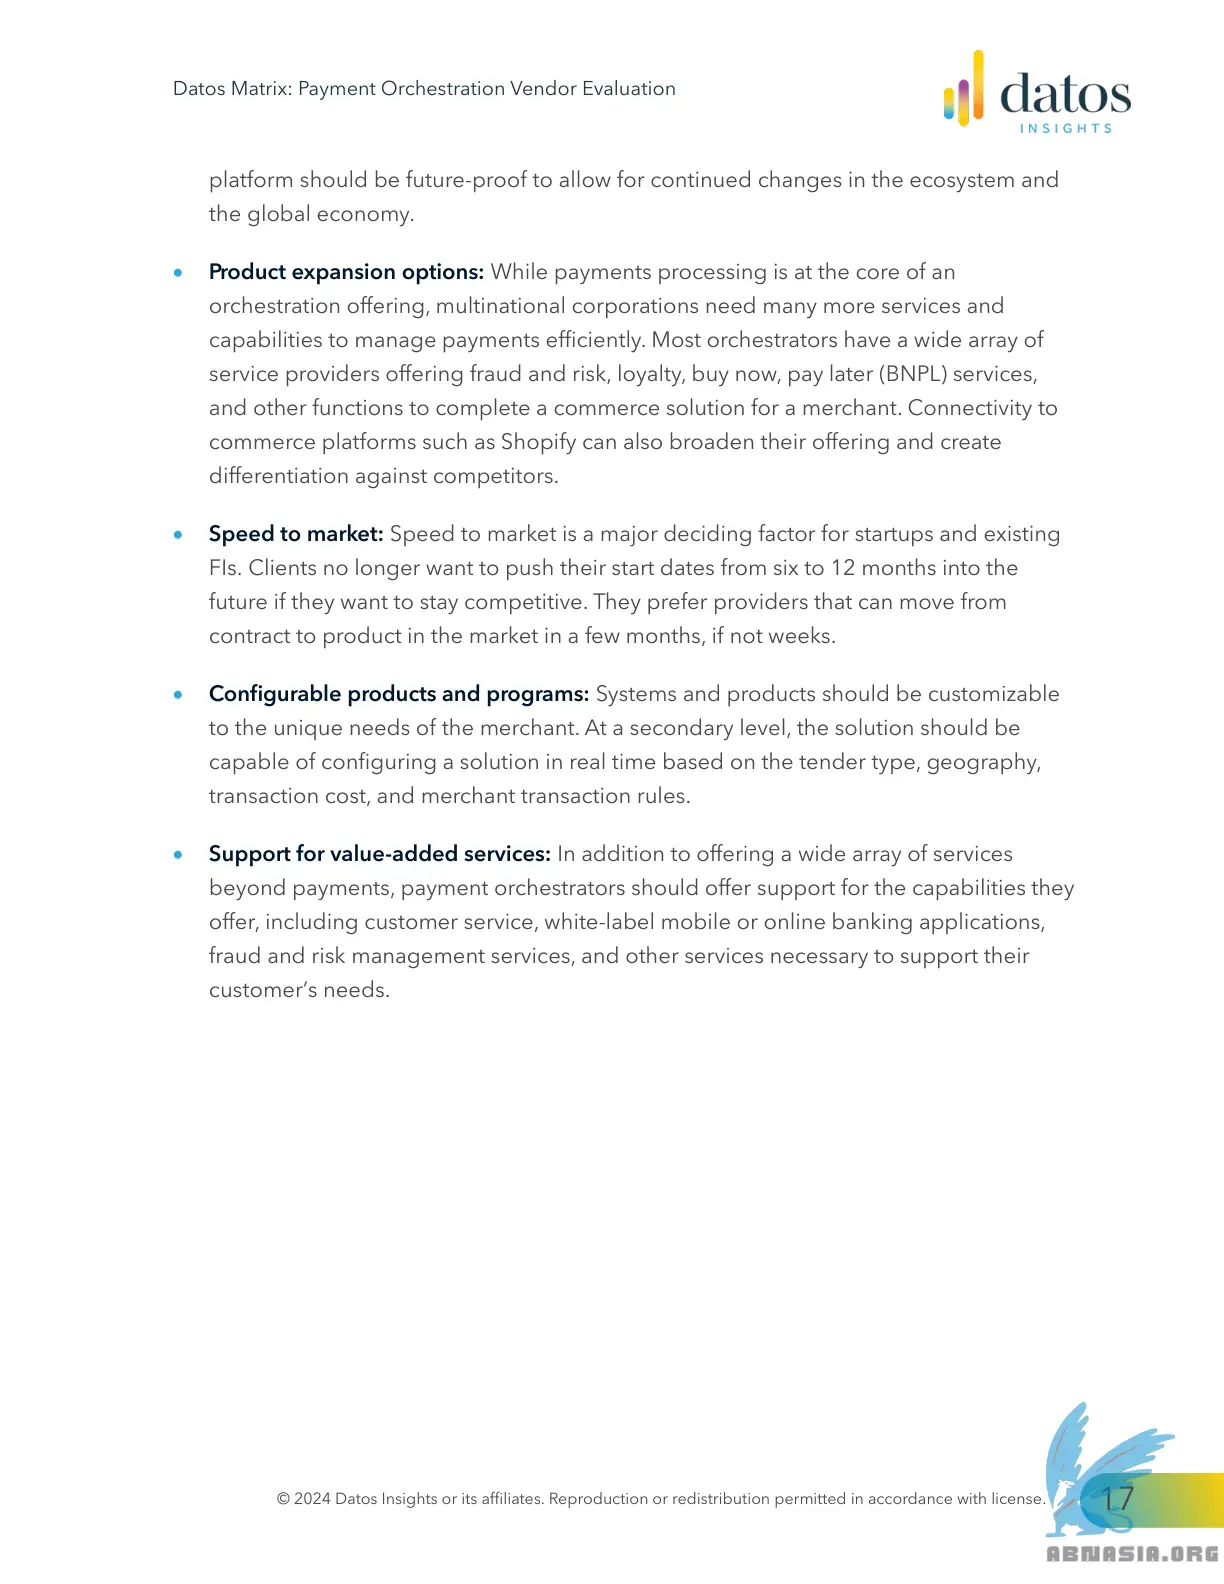 Datos Matrix: Payment Orchestration Vendor Evaluation
datos
INSIGHTS
platform should be future-proof to allow for continued changes in the ecosystem and
the global economy.
• Product expansion options: While payments processing is at the core of an
orchestration offering, multinational corporations need many more services and
capabilities to manage payments efficiently. Most orchestrators have a wide array of
service providers offering fraud and risk, loyalty, buy now, pay later (BNPL) services,
and other functions to complete a commerce solution for a merchant. Connectivity to
commerce platforms such as Shopify can also broaden their offering and create
differentiation against competitors.
• Speed to market: Speed to market is a major deciding factor for startups and existing
FIs. Clients no longer want to push their start dates from six to 12 months into the
future if they want to stay competitive. They prefer providers that can move from
contract to product in the market in a few months, if not weeks.
• Configurable products and programs: Systems and products should be customizable
to the unique needs of the merchant. At a secondary level, the solution should be
capable of configuring a solution in real time based on the tender type, geography,
transaction cost, and merchant transaction rules.
• Support for value-added services: In addition to offering a wide array of services
beyond payments, payment orchestrators should offer support for the capabilities they
offer, including customer service, white-label mobile or online banking applications,
fraud and risk management services, and other services necessary to support their
customer’s needs.
© 2024 Datos Insights or its affiliates. Reproduction or redistribution permitted in accordance with license.
17
ABNASIA.ORG